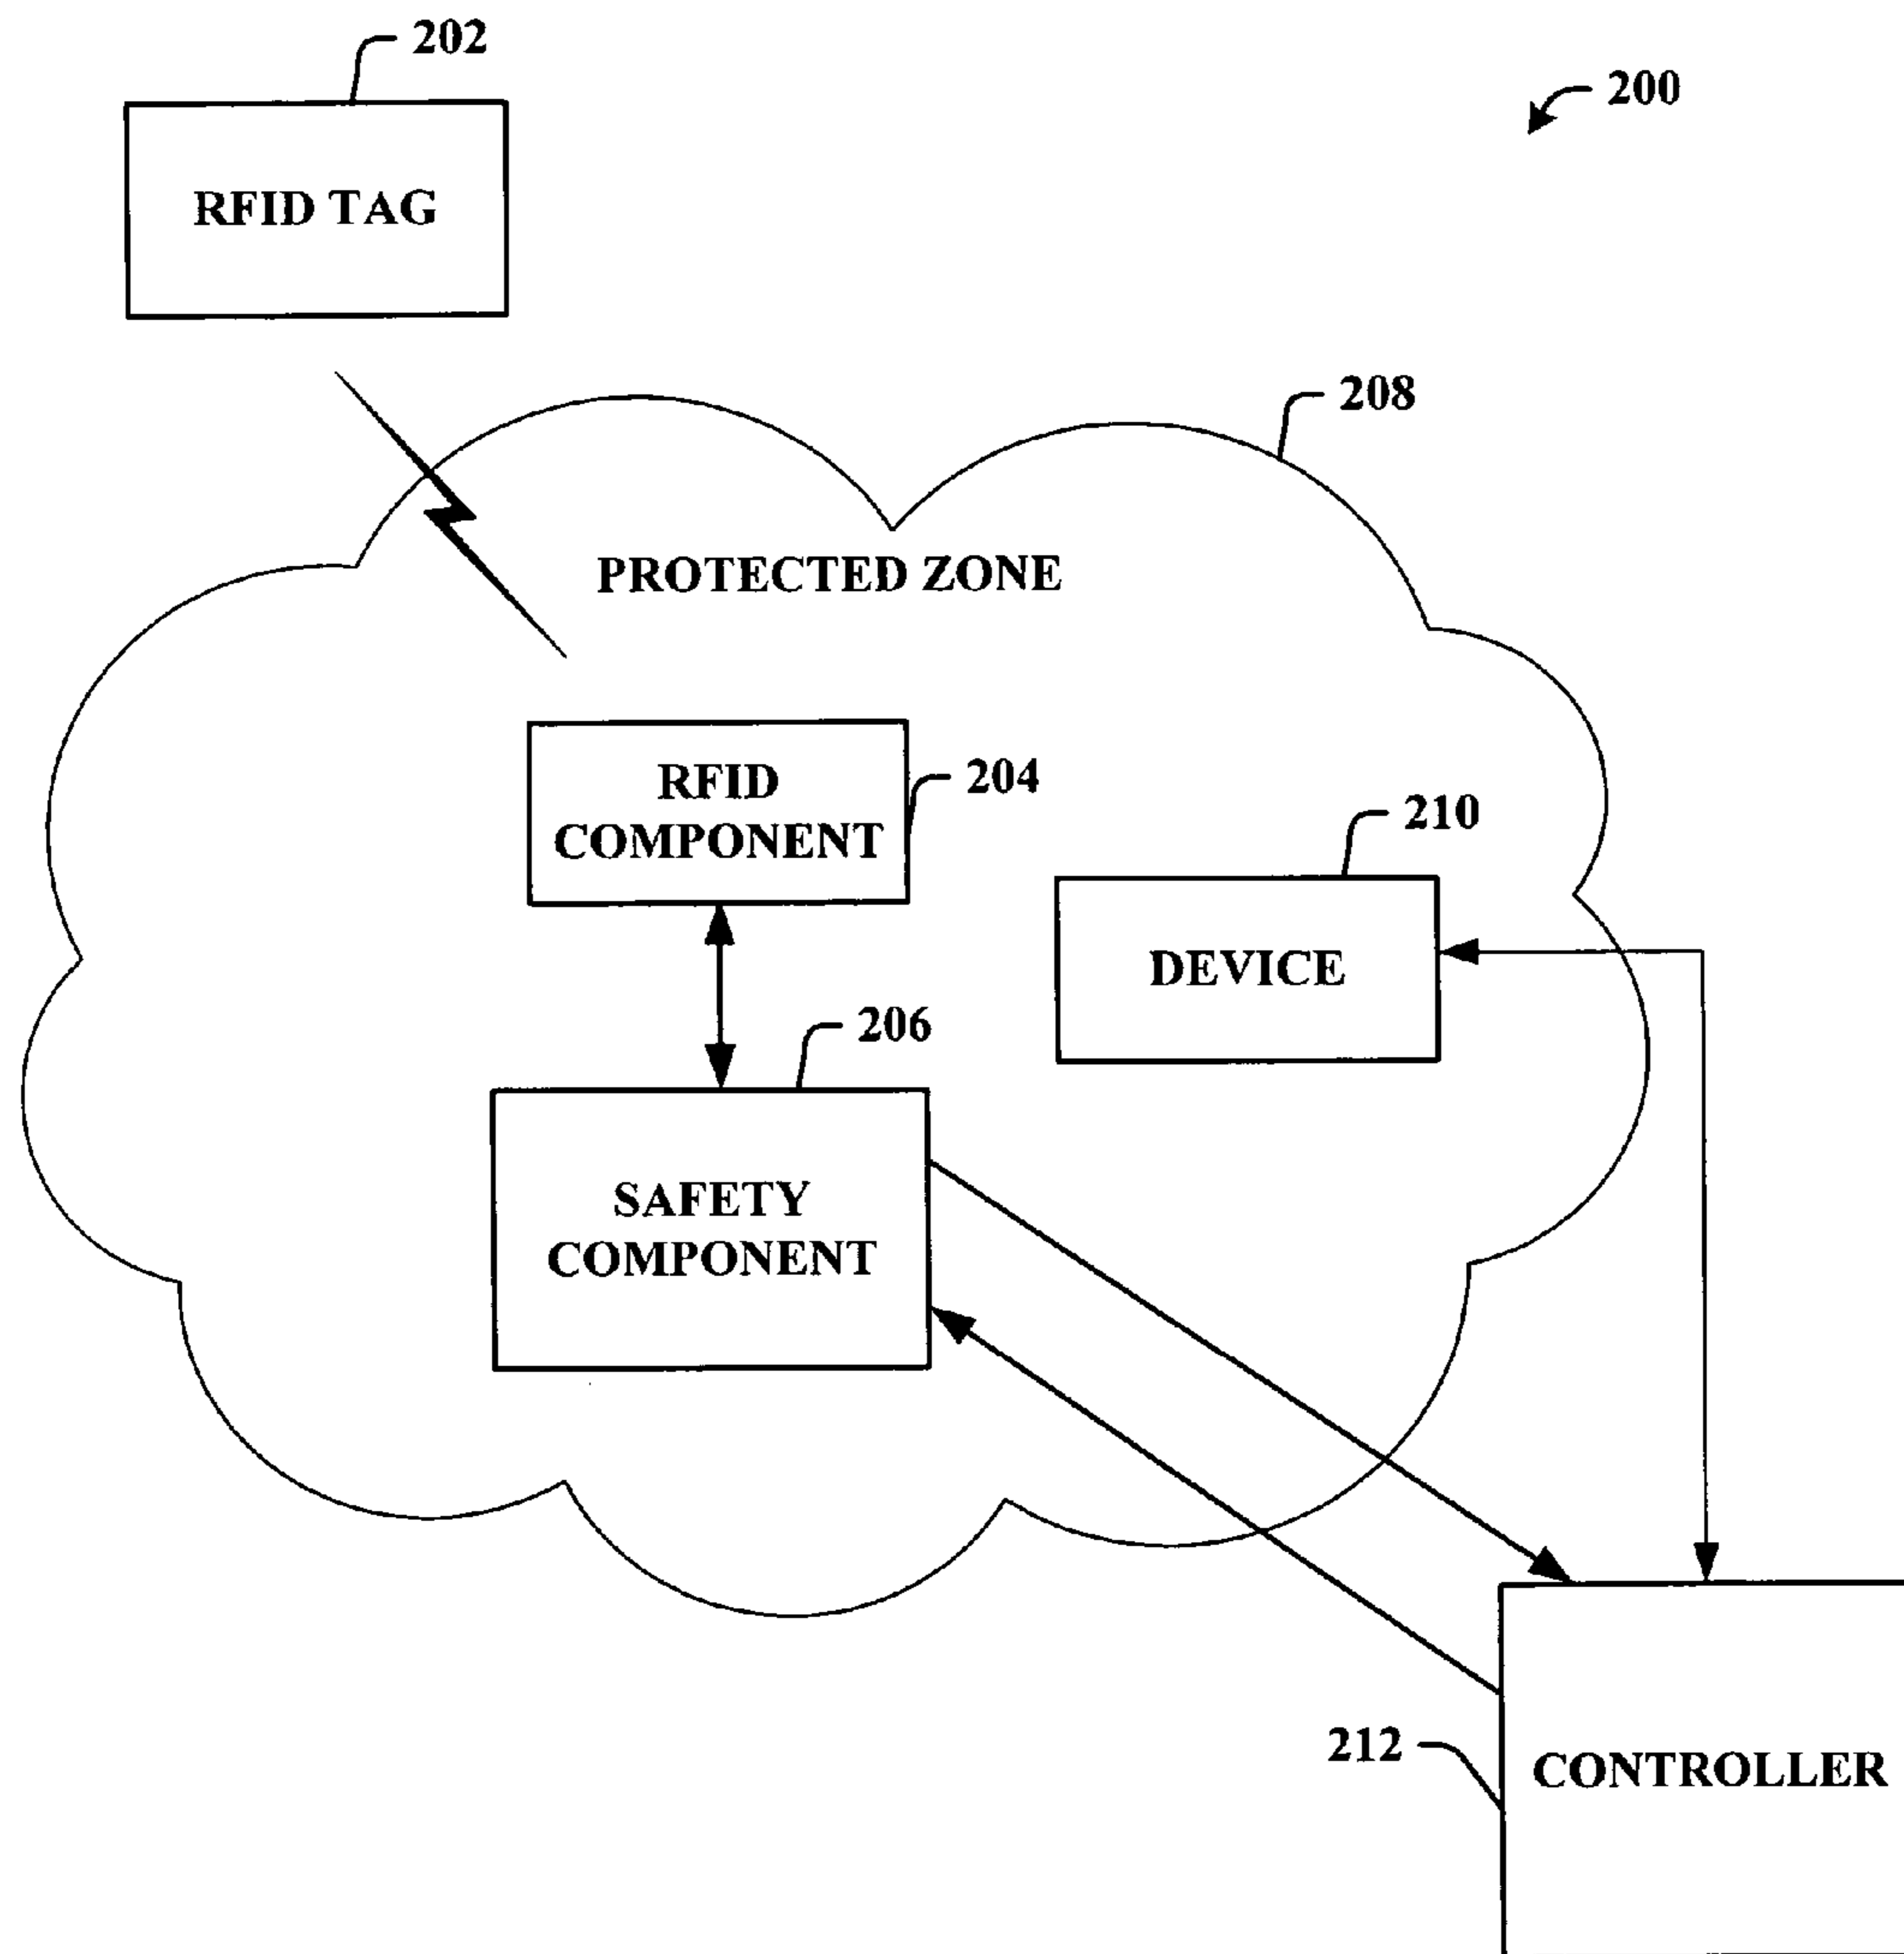 202
200
RFID TAG
208
PROTECTED ZONE
RFID
COMPONENT
204
210
DEVICE
206
SAFETY
COMPONENT
212
CONTROLLER